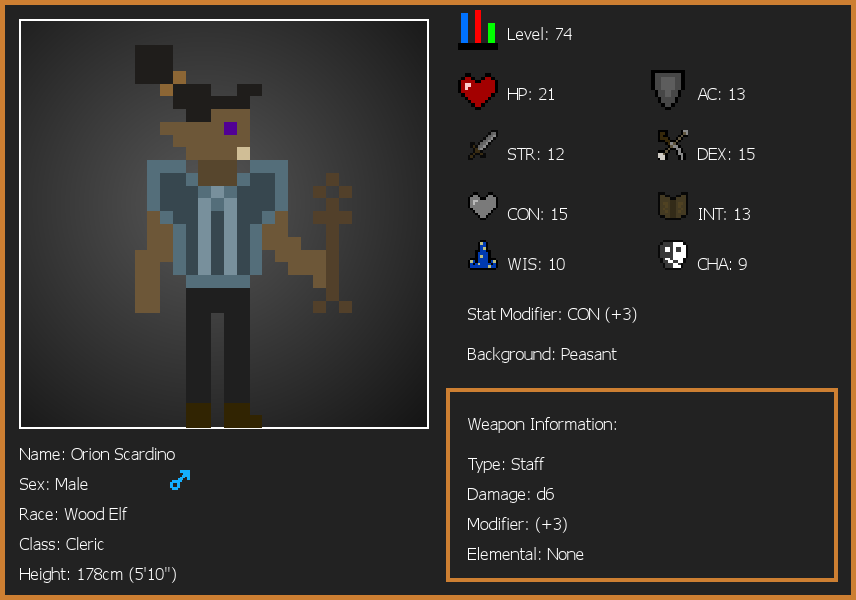 Level: 74
HP: 21
AC: 13
STR: 12
DEX: 15
CON: 15
INT: 13
WIS: 10
CHA: 9
Stat Modifier: CON (+3)
Background: Peasant
Weapon Information:
Type: Staff
Damage: d6
Modifier: (+3)
Elemental: None
Name: Orion Scardino
Sex: Male
Race: Wood Elf
Class: Cleric
Height: 178cm (5'10")